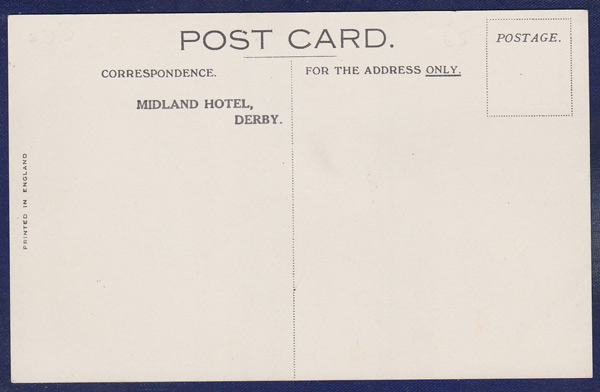 POST CARD.
POSTAGE.
CORRESPONDENCE.
FOR THE ADDRESS ONLY.
MIDLAND HOTEL,
DERBY.
PRINTED IN ENGLAND